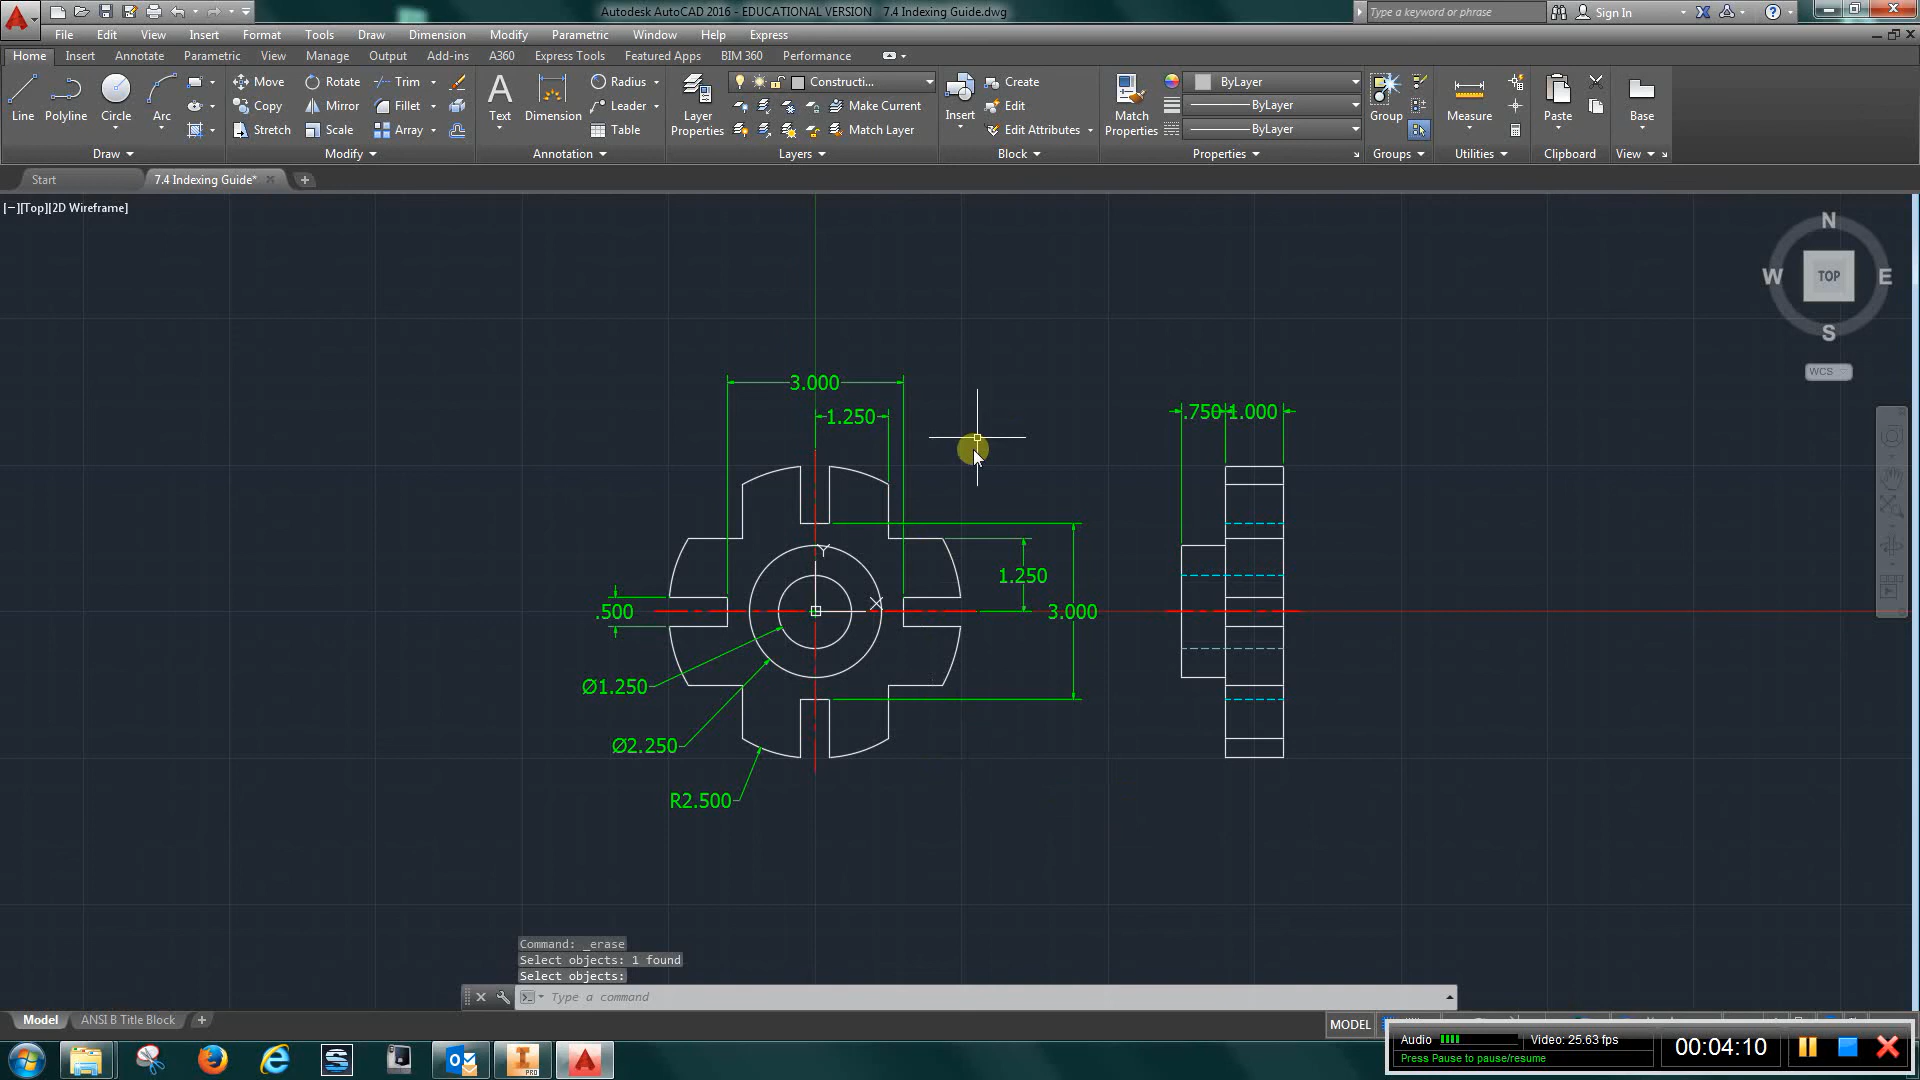 Autodesk AutoCAD 2016 - EDUCATIONAL VERSION 7.4 Indexing Guide.dwg
Type a keyword or phrase
Sign In
File Edit View Insert Format Tools Draw Dimension Modify Parametric Window Help Express
Home Insert Annotate Parametric View Manage Output Add-ins A360 Express Tools Featured Apps BIM 360 Performance
Line Polyline Circle Arc
Move Rotate Trim
Copy Mirror Fillet
Stretch Scale Array
Text Dimension
Radius
Leader
Table
Layer Properties
Constructi...
Make Current
Match Layer
Insert
Create
Edit
Edit Attributes
Match Properties
ByLayer
ByLayer
ByLayer
Group
Measure
Paste
Base
Draw Modify Annotation Layers Block Properties Groups Utilities Clipboard View
Start 7.4 Indexing Guide*
[−][Top][2D Wireframe]
N
W TOP E
S
WCS
3.000
1.250
.750 1.000
Y
1.250
X
.500
3.000
Ø1.250
Ø2.250
R2.500
Command: _erase
Select objects: 1 found
Select objects:
Type a command
Model ANSI B Title Block
MODEL
Audio Video: 25.63 fps
Press Pause to pause/resume
00:04:10
PRO